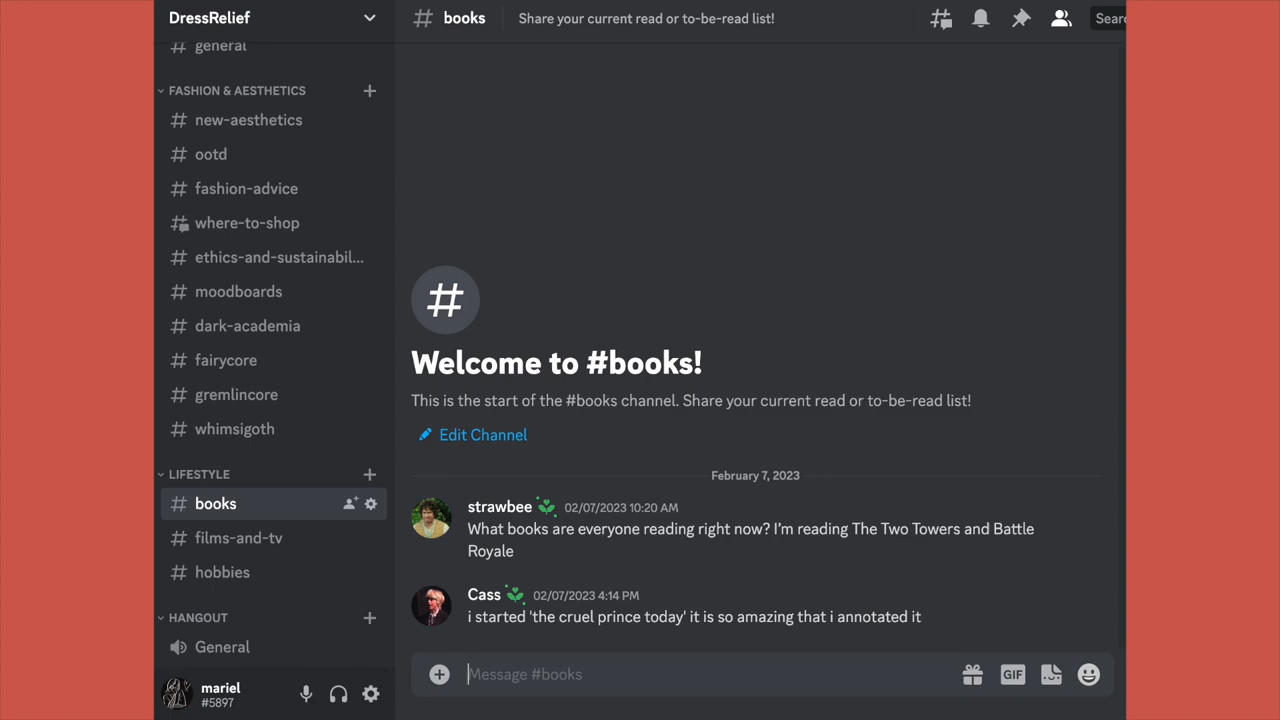 DressRelief
general
FASHION & AESTHETICS
new-aesthetics
ootd
fashion-advice
where-to-shop
ethics-and-sustainabil...
moodboards
dark-academia
fairycore
gremlincore
whimsigoth
LIFESTYLE
books
films-and-tv
hobbies
HANGOUT
General
mariel
#5897
# books Share your current read or to-be-read list! Sear
#
Welcome to #books!
This is the start of the #books channel. Share your current read or to-be-read list!
Edit Channel
February 7, 2023
strawbee 02/07/2023 10:20 AM
What books are everyone reading right now? I'm reading The Two Towers and Battle
Royale
Cass 02/07/2023 4:14 PM
i started 'the cruel prince today' it is so amazing that i annotated it
Message #books GIF